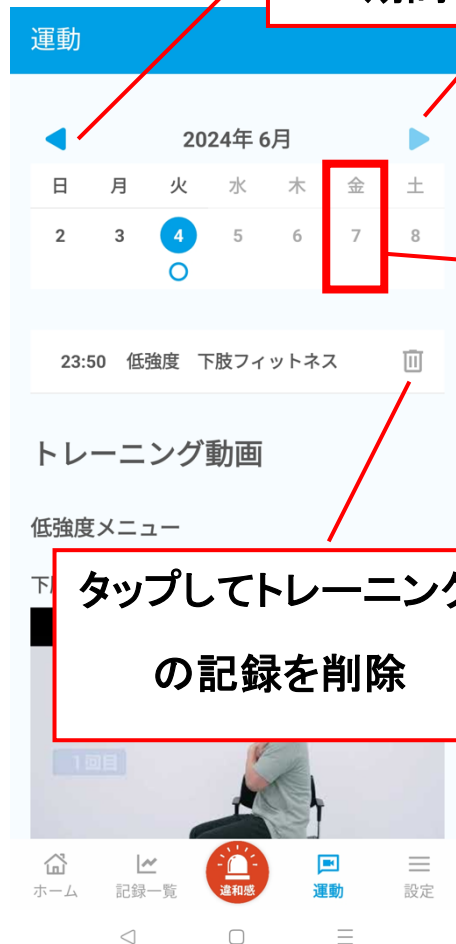 運動
2024年 6月
日 月 火 水 木 金 土
2 3 4 5 6 7 8
23:50 低強度 下肢フィットネス
トレーニング動画
低強度メニュー
下
タップしてトレーニング
の記録を削除
1回目
ホーム 記録一覧 違和感 運動 設定